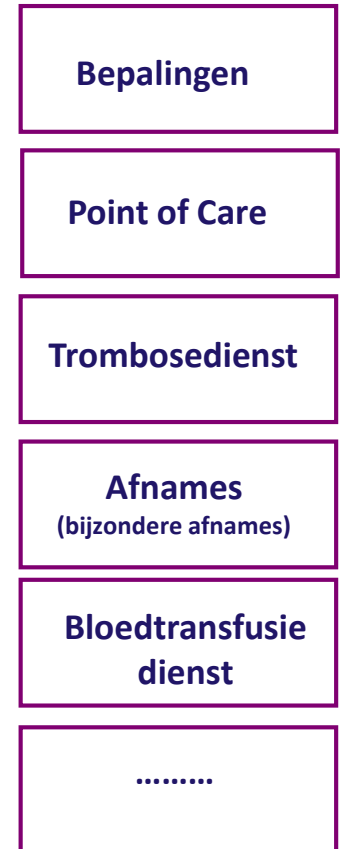 Bepalingen
Point of Care
Trombosedienst
Afnames
(bijzondere afnames)
Bloedtransfusie
dienst
.........